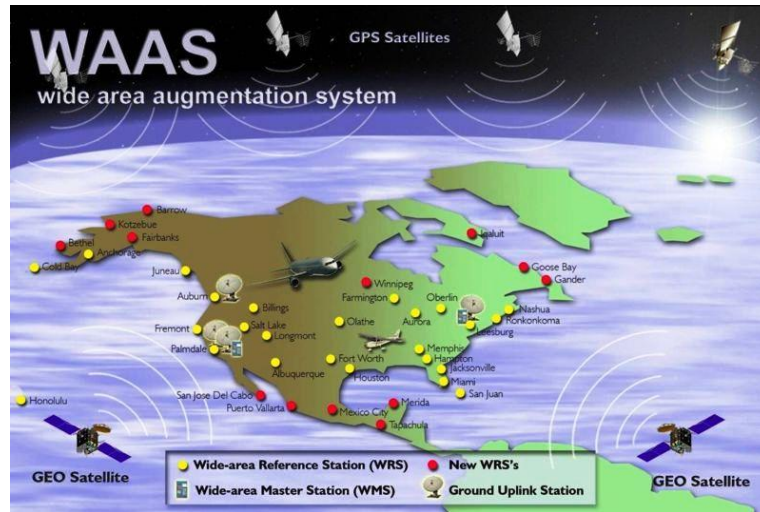 WAAS
wide area augmentation system
GPS Satellites
Barrow
Kotzebue
Fairbanks
Bethel
Anchorage
Cold Bay
Juneau
Iqaluit
Goose Bay
Gander
Winnipeg
Auburn
Farmington
Oberlin
Billings
Nashua
Ronkonkoma
Fremont
Salt Lake
Olathe
Aurora
Leesburg
Longmont
Palmdale
Memphis
Hampton
Albuquerque
Fort Worth
Jacksonville
Houston
Miami
San Juan
San Jose Del Cabo
Honolulu
Puerto Vallarta
Merida
Mexico City
Tapachula
GEO Satellite
GEO Satellite
Wide-area Reference Station (WRS)
New WRS's
Wide-area Master Station (WMS)
Ground Uplink Station